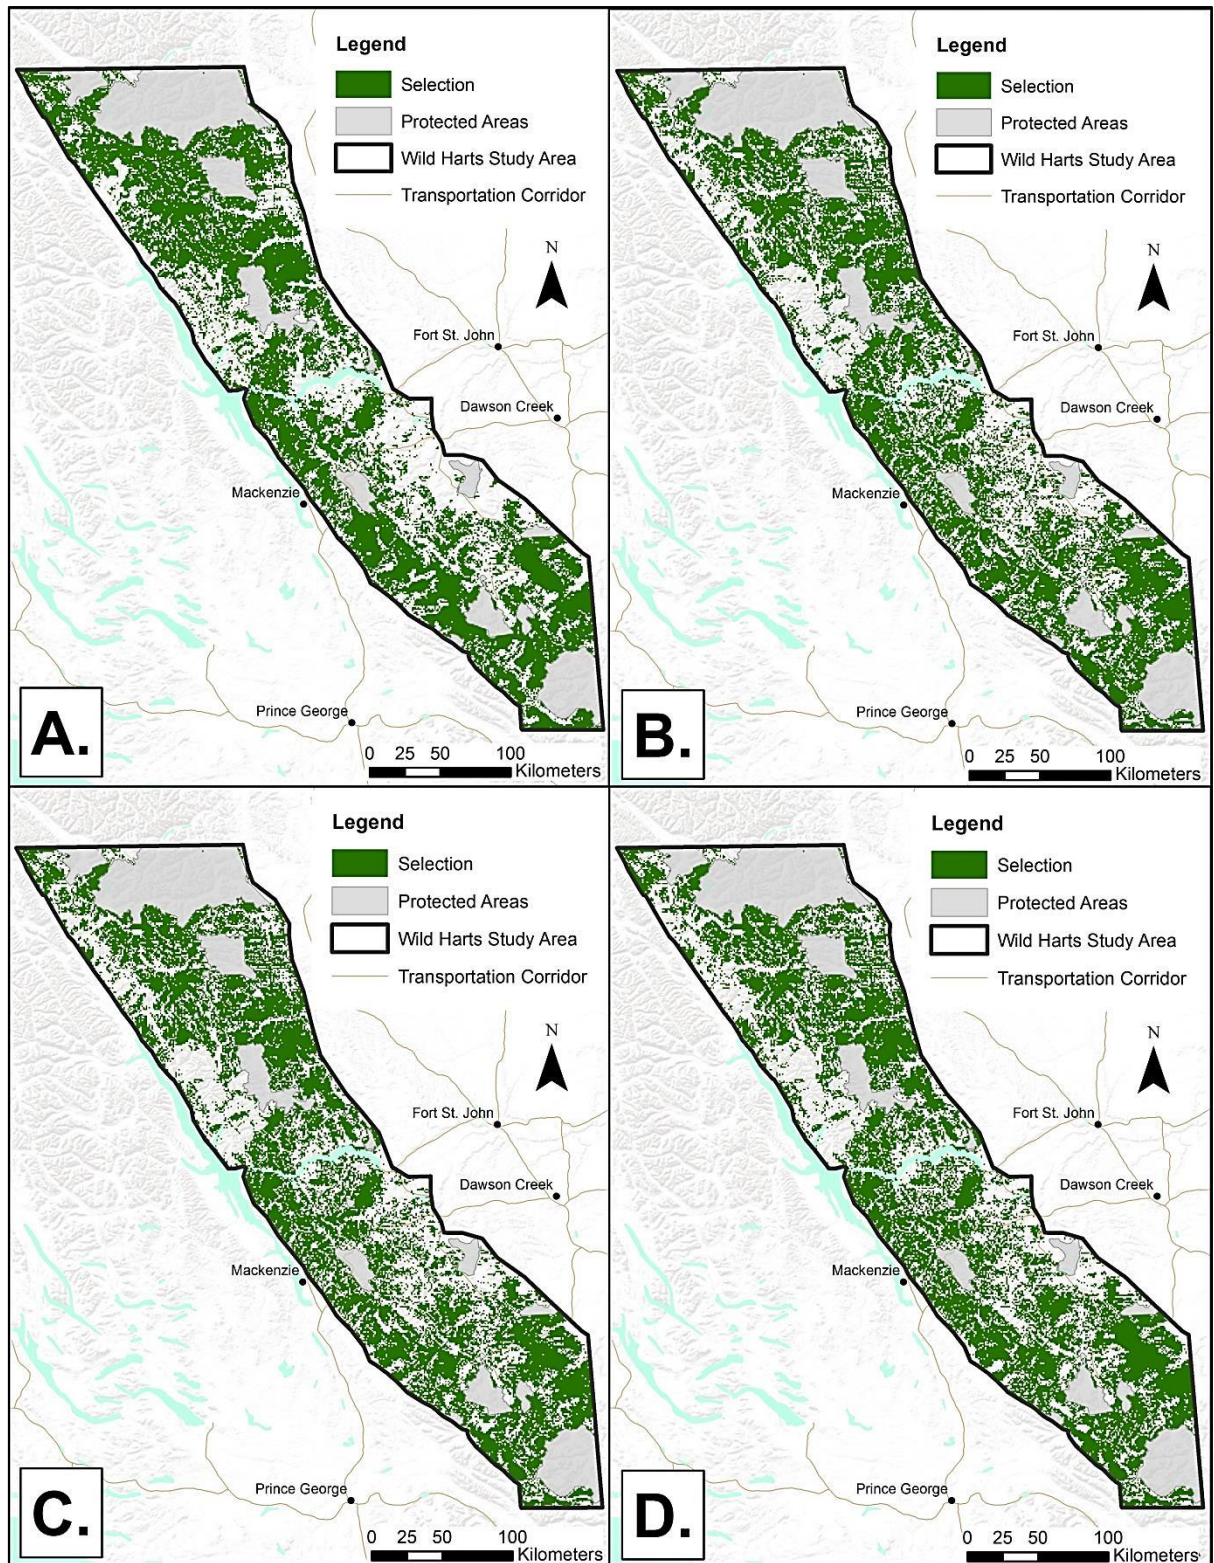 Legend
Selection
Protected Areas
Wild Harts Study Area
Transportation Corridor
N
Fort St. John
Dawson Creek
Mackenzie
Prince George
A.
0 25 50 100
Kilometers
Legend
Selection
Protected Areas
Wild Harts Study Area
Transportation Corridor
N
Fort St. John
Dawson Creek
Mackenzie
Prince George
B.
0 25 50 100
Kilometers
Legend
Selection
Protected Areas
Wild Harts Study Area
Transportation Corridor
N
Fort St. John
Dawson Creek
Mackenzie
Prince George
C.
0 25 50 100
Kilometers
Legend
Selection
Protected Areas
Wild Harts Study Area
Transportation Corridor
N
Fort St. John
Dawson Creek
Mackenzie
Prince George
D.
0 25 50 100
Kilometers